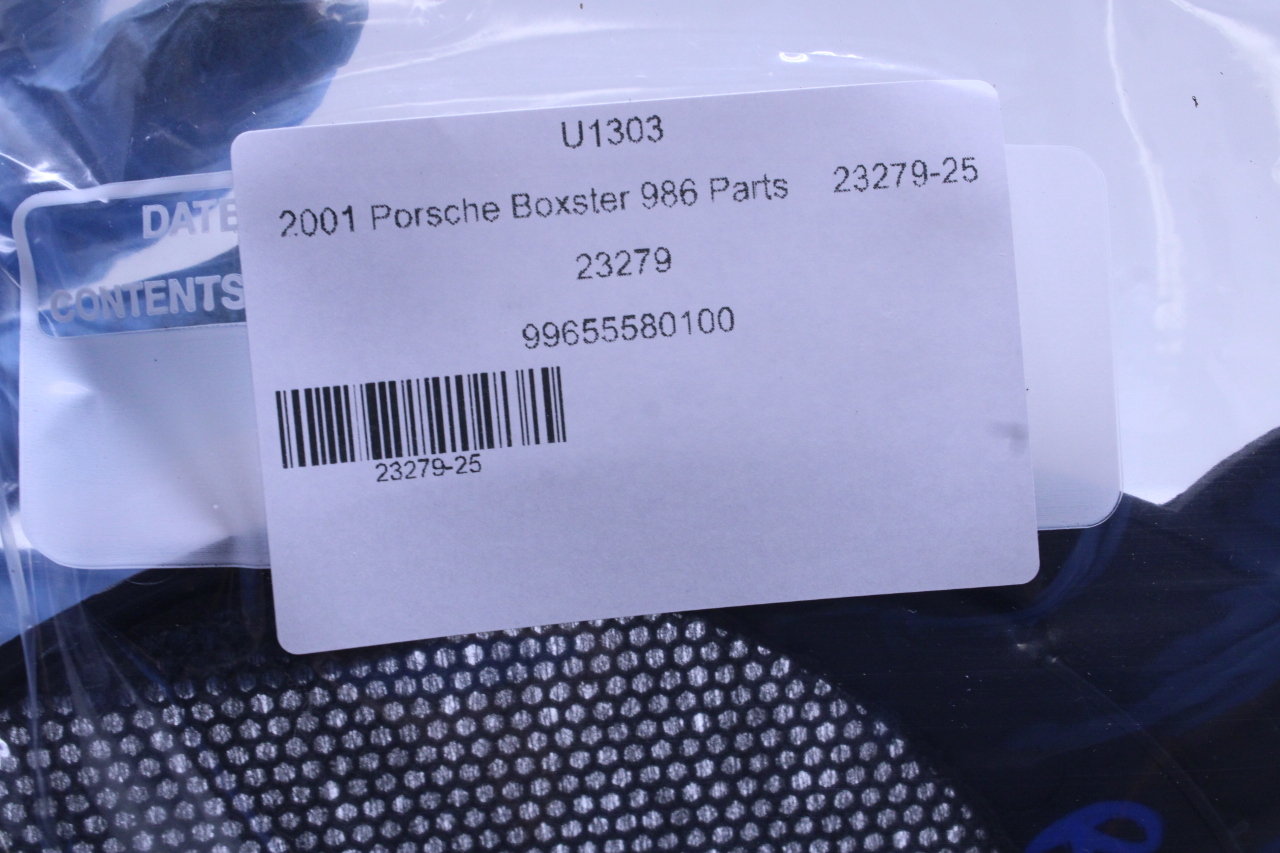 U1303
2001 Porsche Boxster 986 Parts 23279-25
23279
99655580100
23279-25
DATE
CONTENTS